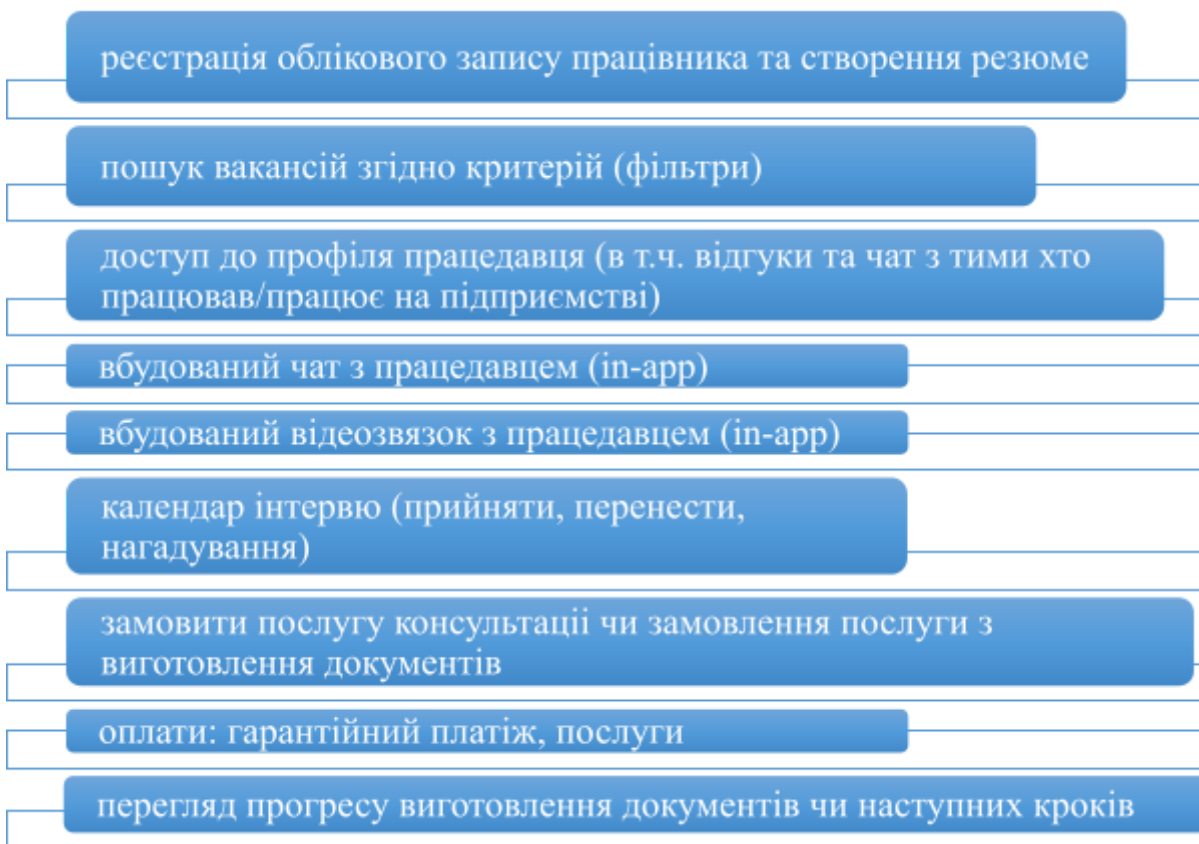 реєстрація облікового запису працівника та створення резюме
пошук вакансій згідно критерій (фільтри)
доступ до профіля працедавця (в т.ч. відгуки та чат з тими хто
працював/працює на підприємстві)
вбудований чат з працедавцем (in-app)
вбудований відеозвязок з працедавцем (in-app)
календар інтервю (прийняти, перенести,
нагадування)
замовити послугу консультаціі чи замовлення послуги з
виготовлення документів
оплати: гарантійний платіж, послуги
перегляд прогресу виготовлення документів чи наступних кроків